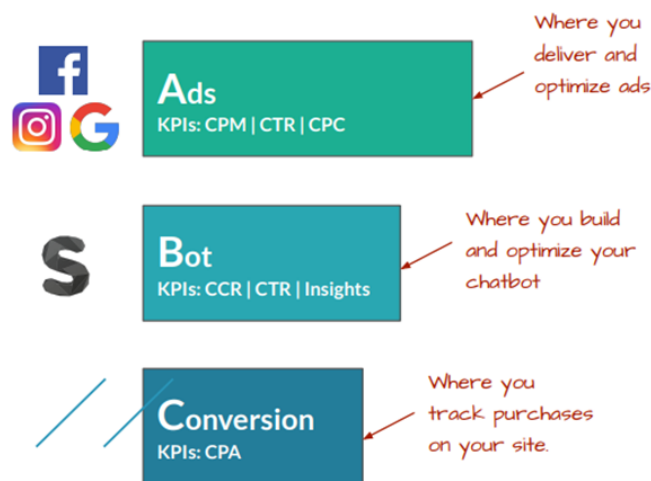 Ads
KPIs: CPM | CTR | CPC
Where you
deliver and
optimize ads
Bot
KPIs: CCR | CTR | Insights
Where you build
and optimize your
chatbot
Conversion
KPIs: CPA
Where you
track purchases
on your site.